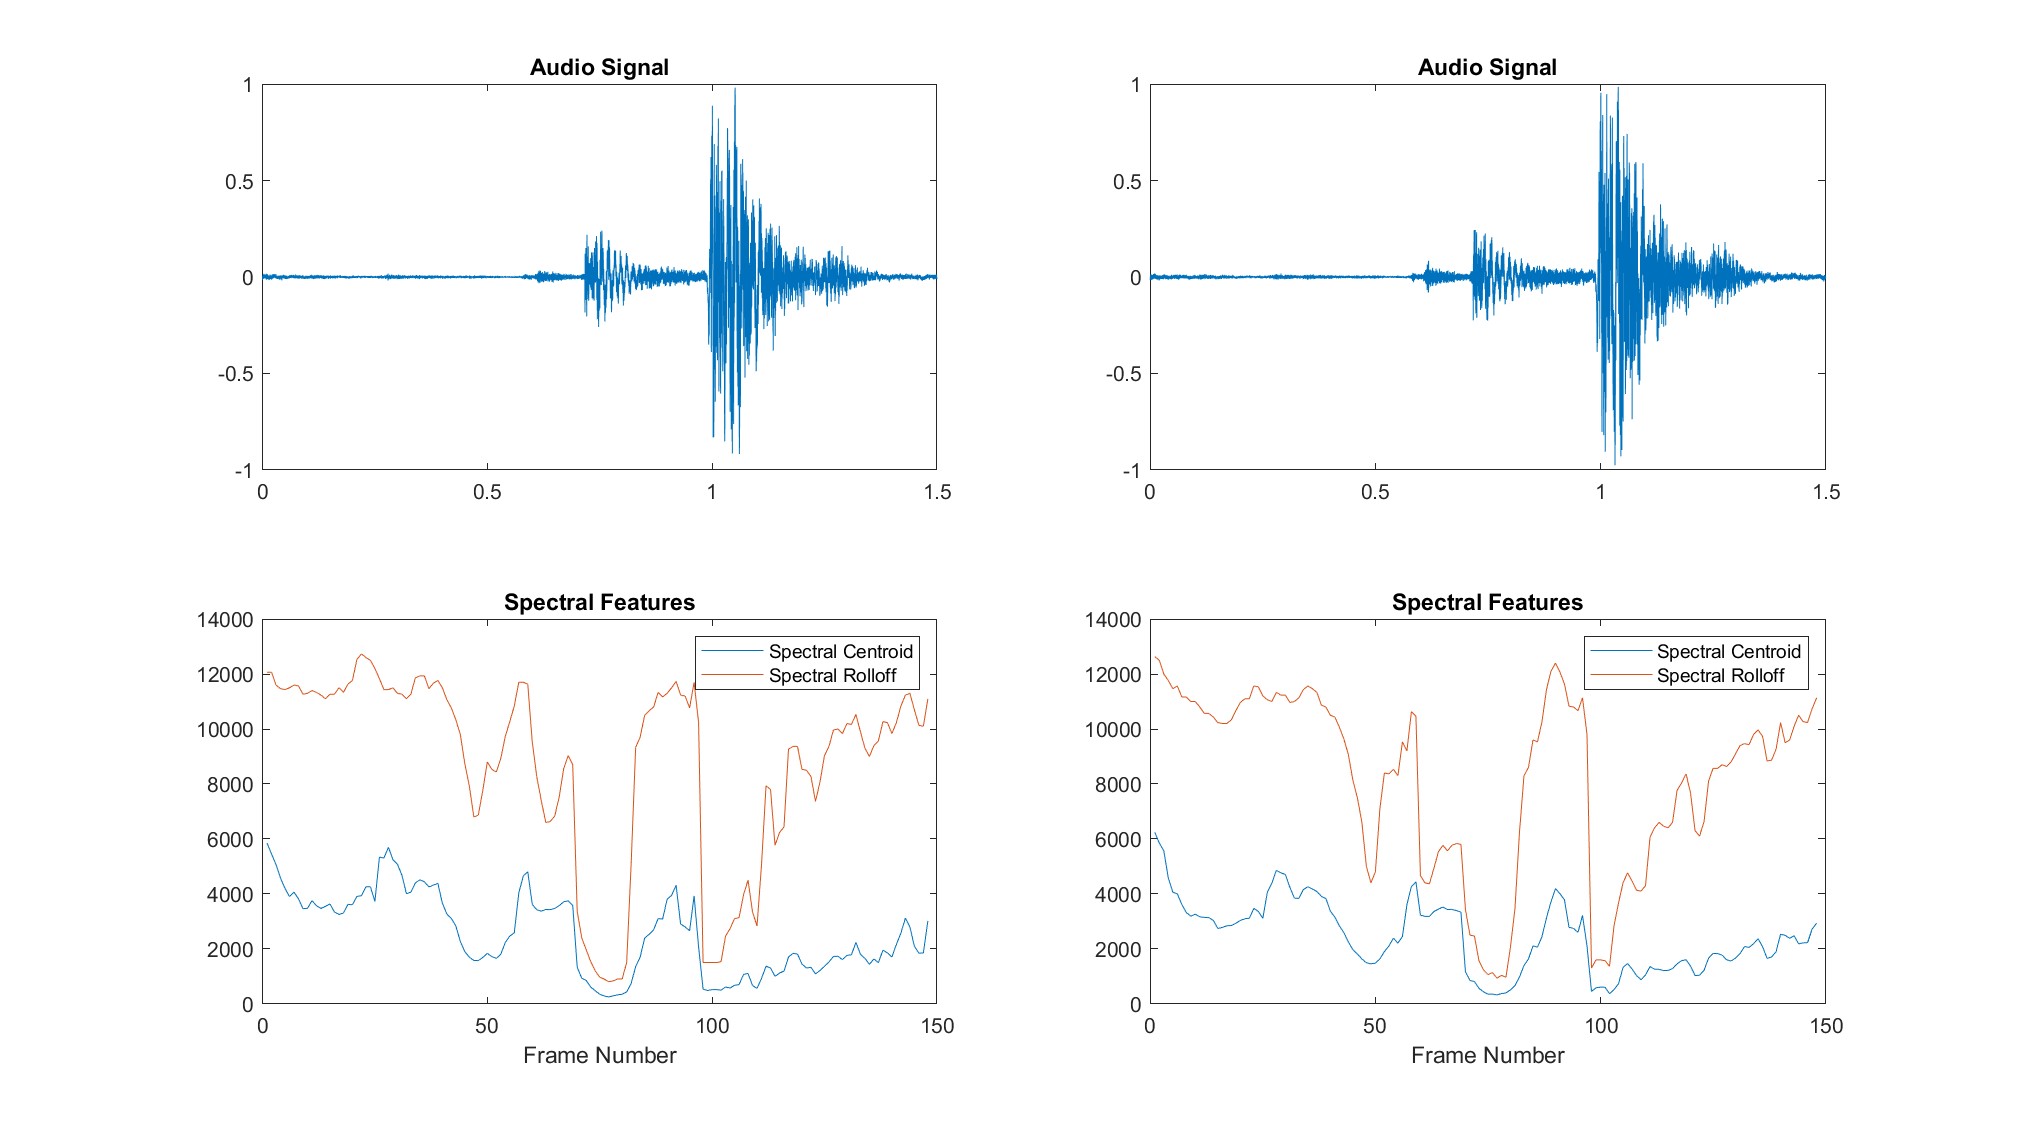 Audio Signal
1
0.5
0
-0.5
-1
0 0.5 1 1.5
Audio Signal
1
0.5
0
-0.5
-1
0 0.5 1 1.5
Spectral Features
14000
12000
10000
8000
6000
4000
2000
0
Spectral Centroid
Spectral Rolloff
0 50 100 150
Frame Number
Spectral Features
14000
12000
10000
8000
6000
4000
2000
0
Spectral Centroid
Spectral Rolloff
0 50 100 150
Frame Number